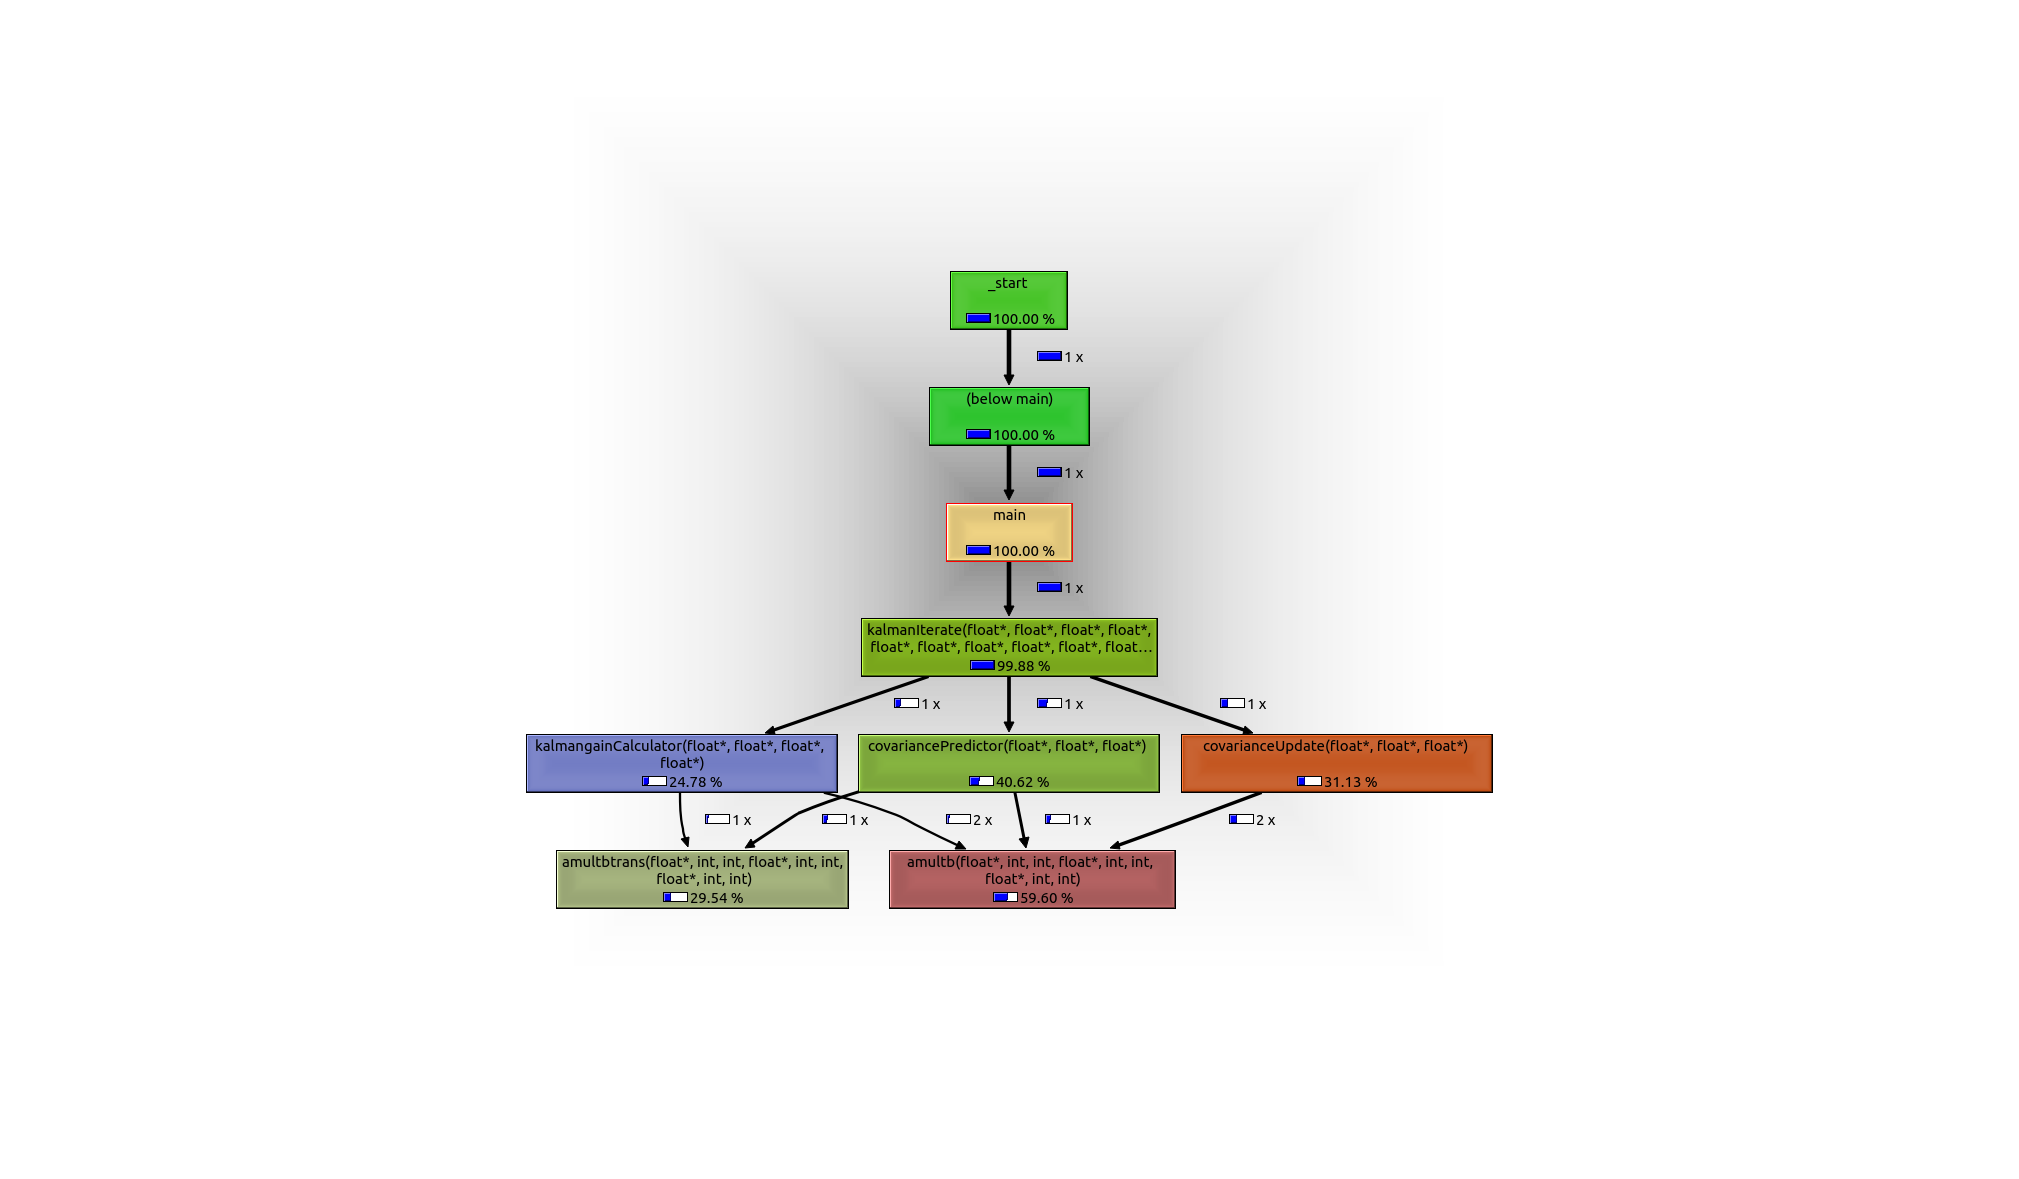 _start
100.00 %
1 x
(below main)
100.00 %
1 x
main
100.00 %
1 x
kalmanIterate(float*, float*, float*, float*,
float*, float*, float*, float*, float*, float...
99.88 %
1 x
1 x
1 x
kalmangainCalculator(float*, float*, float*,
float*)
24.78 %
covariancePredictor(float*, float*, float*)
40.62 %
covarianceUpdate(float*, float*, float*)
31.13 %
1 x
1 x
2 x
1 x
2 x
amultbtrans(float*, int, int, float*, int, int,
float*, int, int)
29.54 %
amultb(float*, int, int, float*, int, int,
float*, int, int)
59.60 %